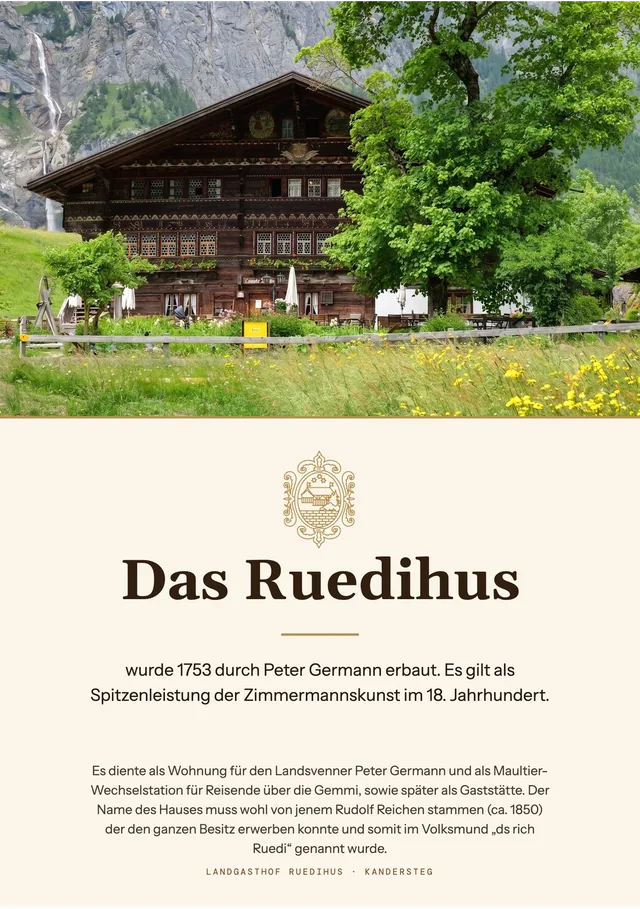 Das Ruedihus
wurde 1753 durch Peter Germann erbaut. Es gilt als
Spitzenleistung der Zimmermannskunst im 18. Jahrhundert.
Es diente als Wohnung für den Landsvenner Peter Germann und als Maultier-
Wechselstation für Reisende über die Gemmi, sowie später als Gaststätte. Der
Name des Hauses muss wohl von jenem Rudolf Reichen stammen (ca. 1850)
der den ganzen Besitz erwerben konnte und somit im Volksmund „ds rich
Ruedi“ genannt wurde.
LANDGASTHOF RUEDIHUS · KANDERSTEG